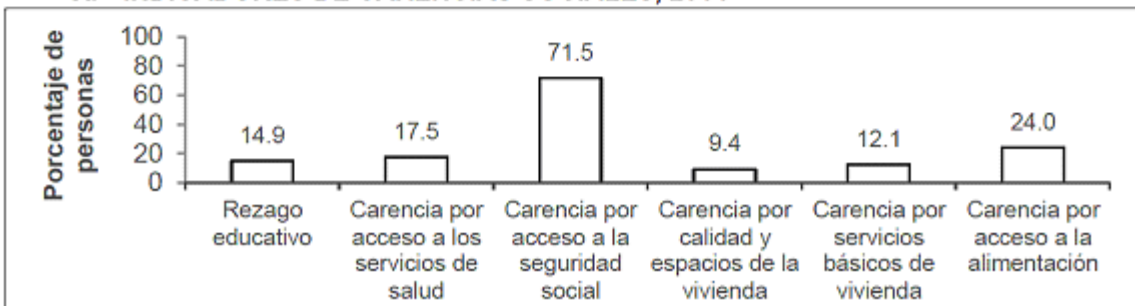 Porcentaje de
personas
100
80
60
40
20
0
14.9
17.5
71.5
9.4
12.1
24.0
Rezago
educativo
Carencia por
acceso a los
servicios de
salud
Carencia por
acceso a la
seguridad
social
Carencia por
calidad y
espacios de la
vivienda
Carencia por
servicios
básicos de
vivienda
Carencia por
acceso a la
alimentación